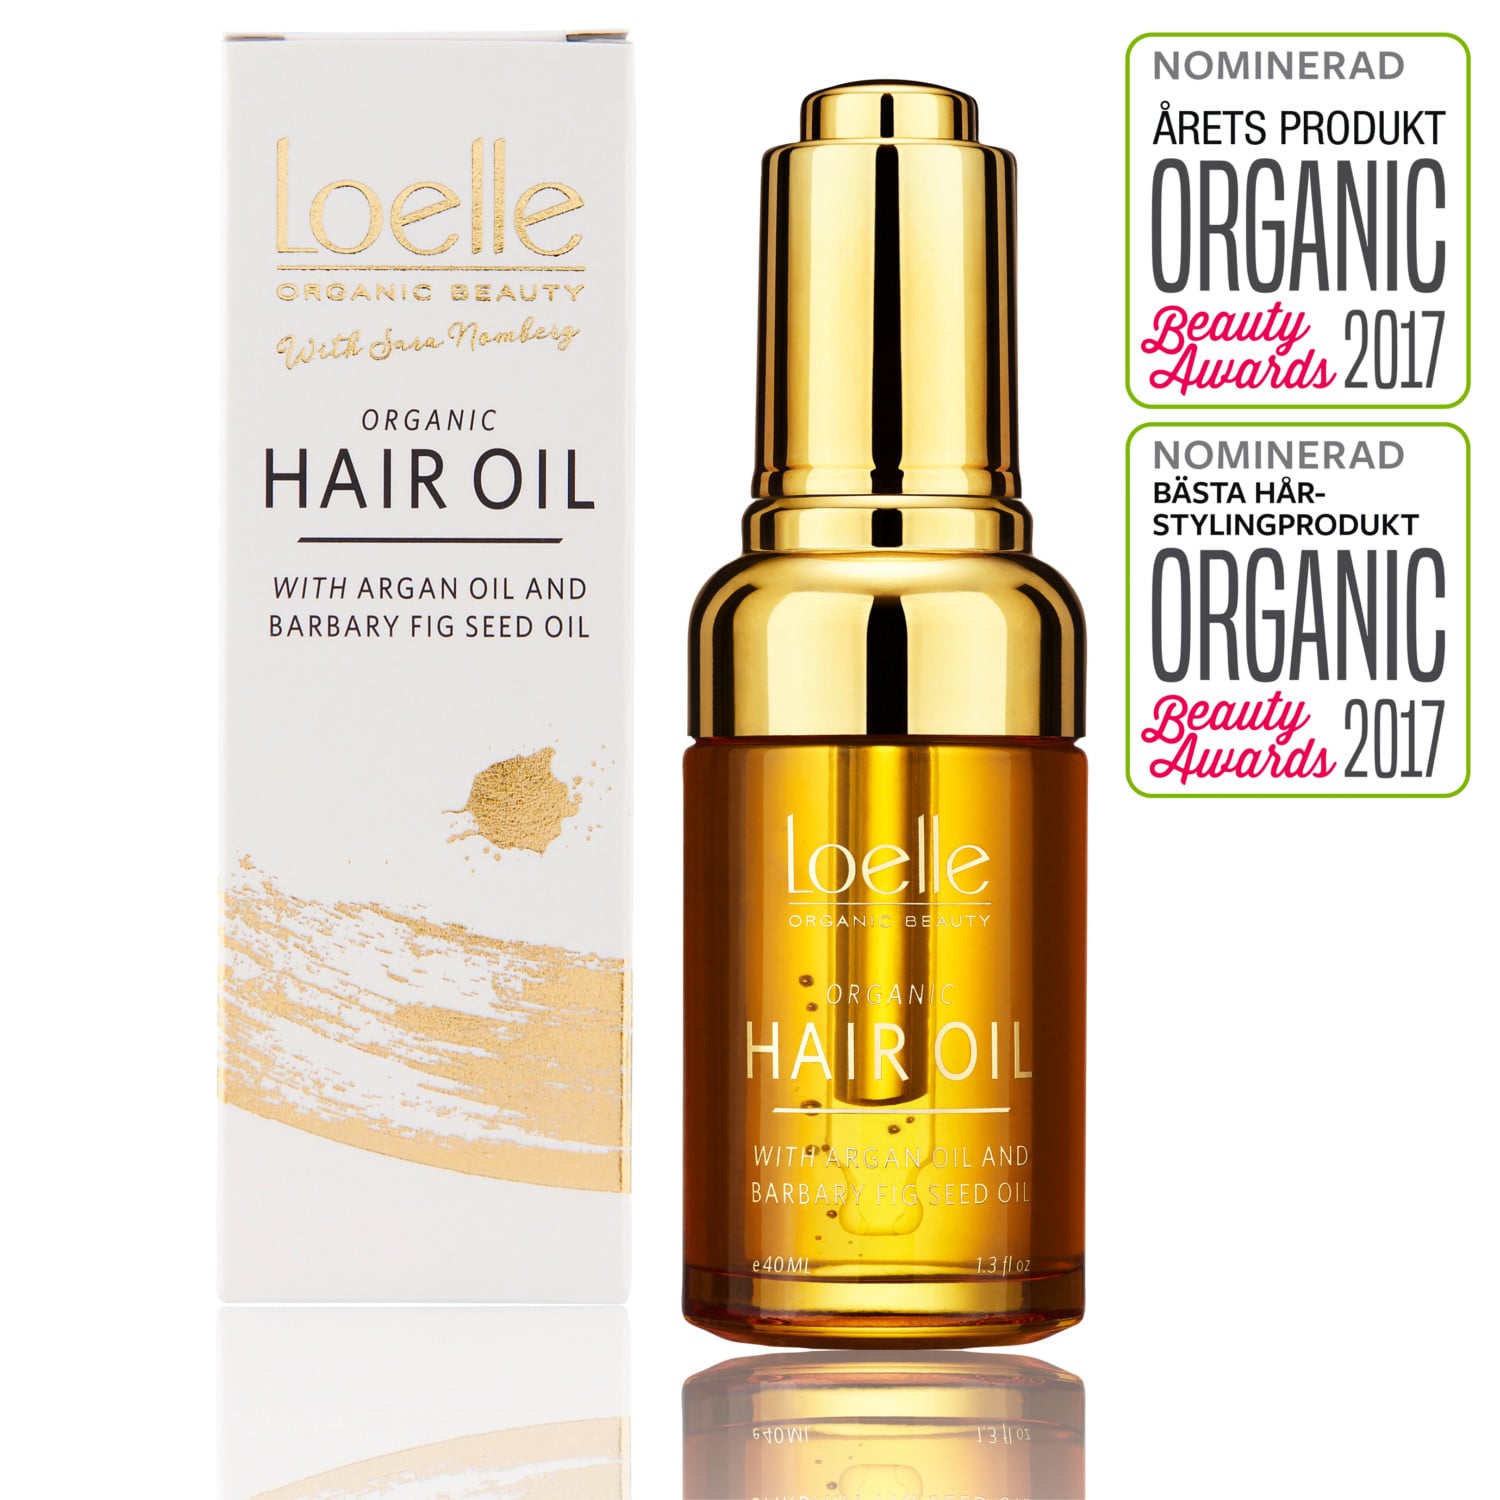 Loelle
ORGANIC BEAUTY
With Sara Nomberg
ORGANIC
HAIR OIL
WITH ARGAN OIL AND
BARBARY FIG SEED OIL
Loelle
ORGANIC BEAUTY
ORGANIC
HAIR OIL
WITH ARGAN OIL AND
BARBARY FIG SEED OIL
e40ML 1.3 fl oz
NOMINERAD
ÅRETS PRODUKT
ORGANIC
Beauty
Awards 2017
NOMINERAD
BÄSTA HÅR-
STYLINGPRODUKT
ORGANIC
Beauty
Awards 2017